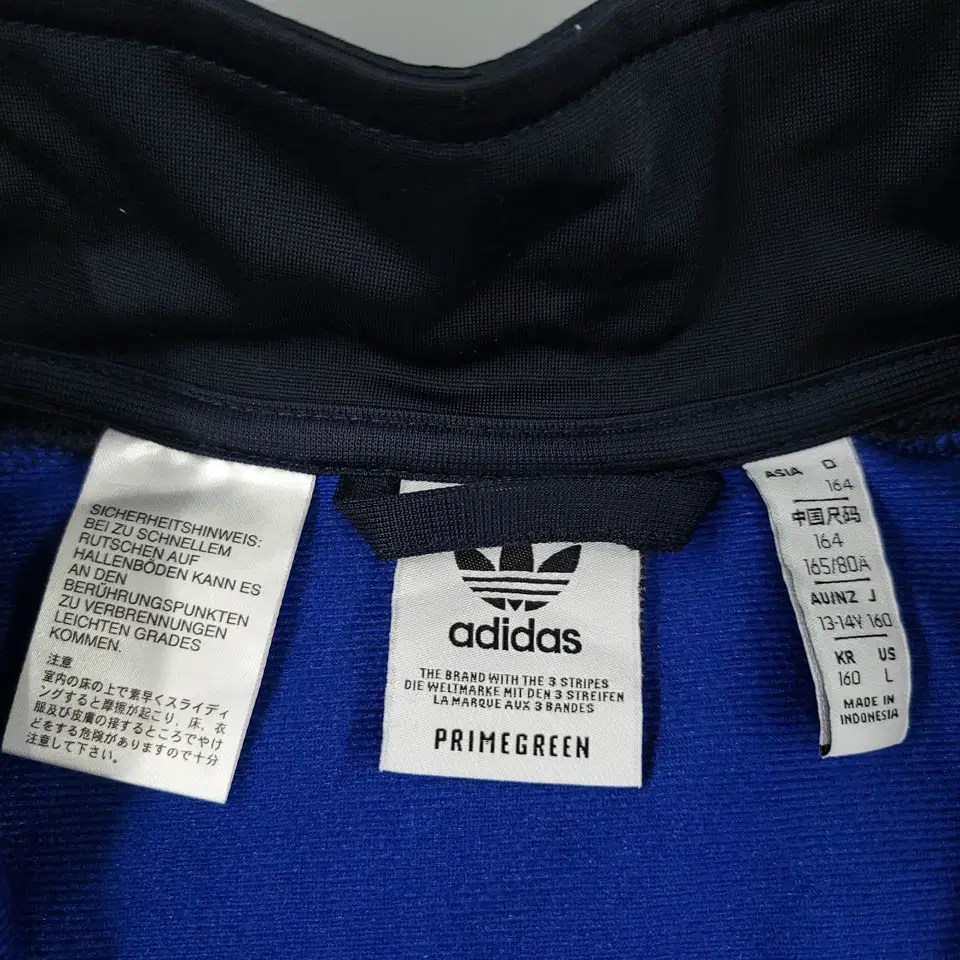 SICHERHEITSHINWEIS:
BEI ZU SCHNELLEM
RUTSCHEN AUF
HALLENBÖDEN KANN ES
AN DEN
BERÜHRUNGSPUNKTEN
ZU VERBRENNUNGEN
LEICHTEN GRADES
KOMMEN.
注意
室内の床の上で素早くスライディ
ングすると摩擦が起こり、床、衣
服及び皮膚の接するところでやけ
どをする危険がありますので十分
注意して下さい。
adidas
THE BRAND WITH THE 3 STRIPES
DIE WELTMARKE MIT DEN 3 STREIFEN
LA MARQUE AUX 3 BANDES
PRIMEGREEN
ASIA D
164
中国尺码
164
165/80A
AU/NZ J
13-14Y 160
KR US
160 L
MADE IN
INDONESIA